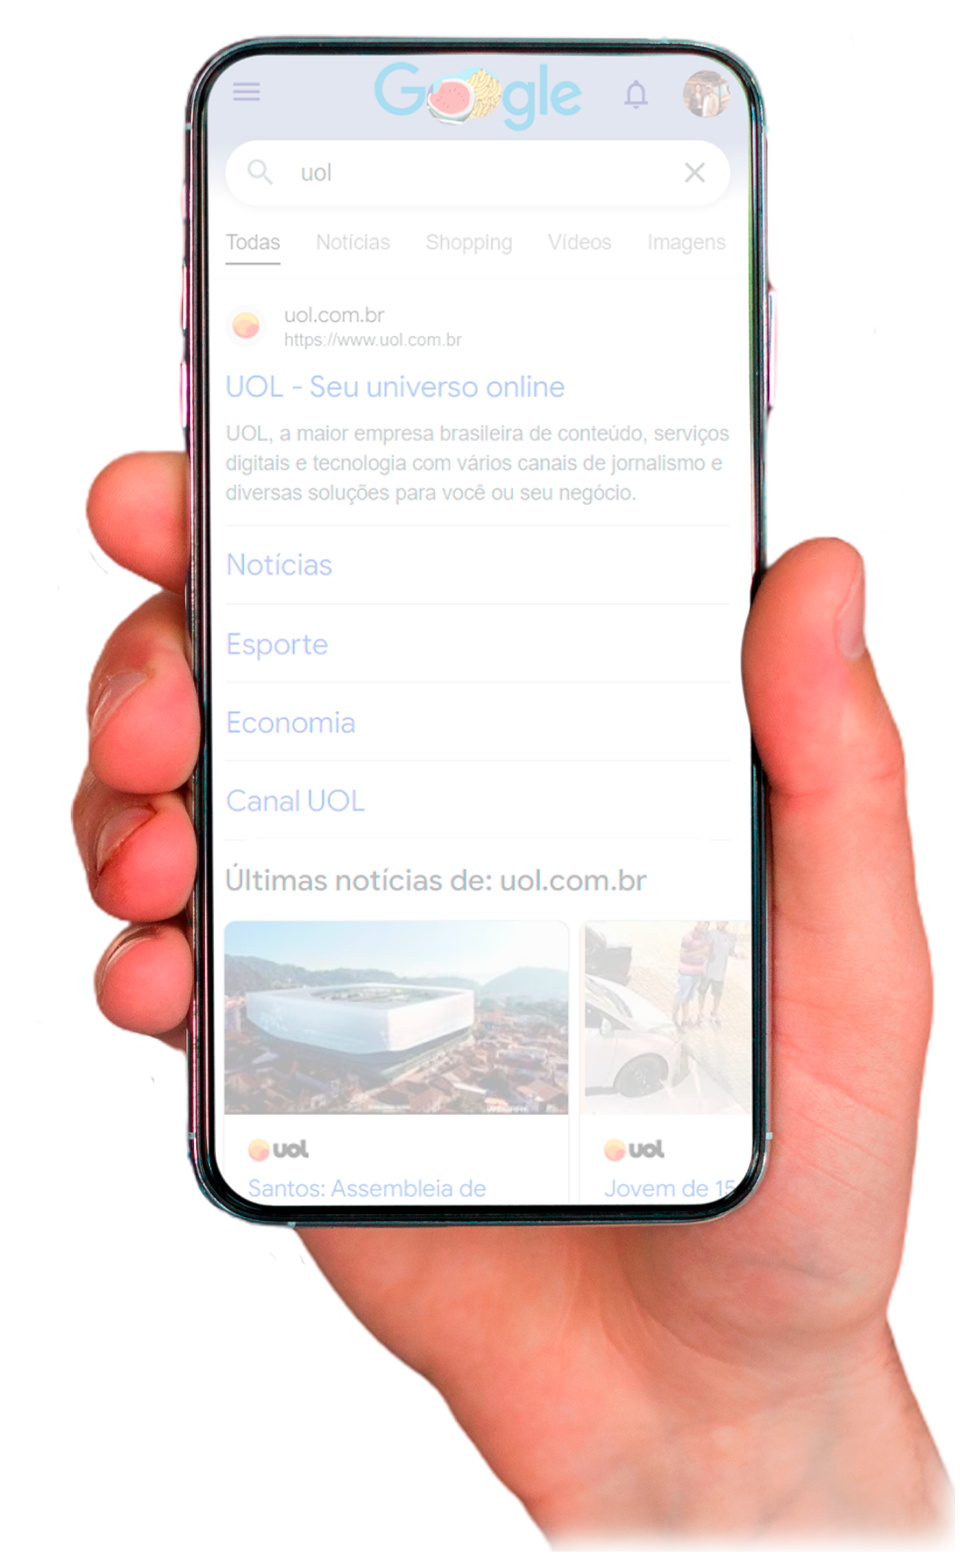 Google
uol
Todas Notícias Shopping Vídeos Imagens
uol.com.br
https://www.uol.com.br
UOL - Seu universo online
UOL, a maior empresa brasileira de conteúdo, serviços
digitais e tecnologia com vários canais de jornalismo e
diversas soluções para você ou seu negócio.
Notícias
Esporte
Economia
Canal UOL
Últimas notícias de: uol.com.br
uol uol
Santos: Assembleia de Jovem de 15